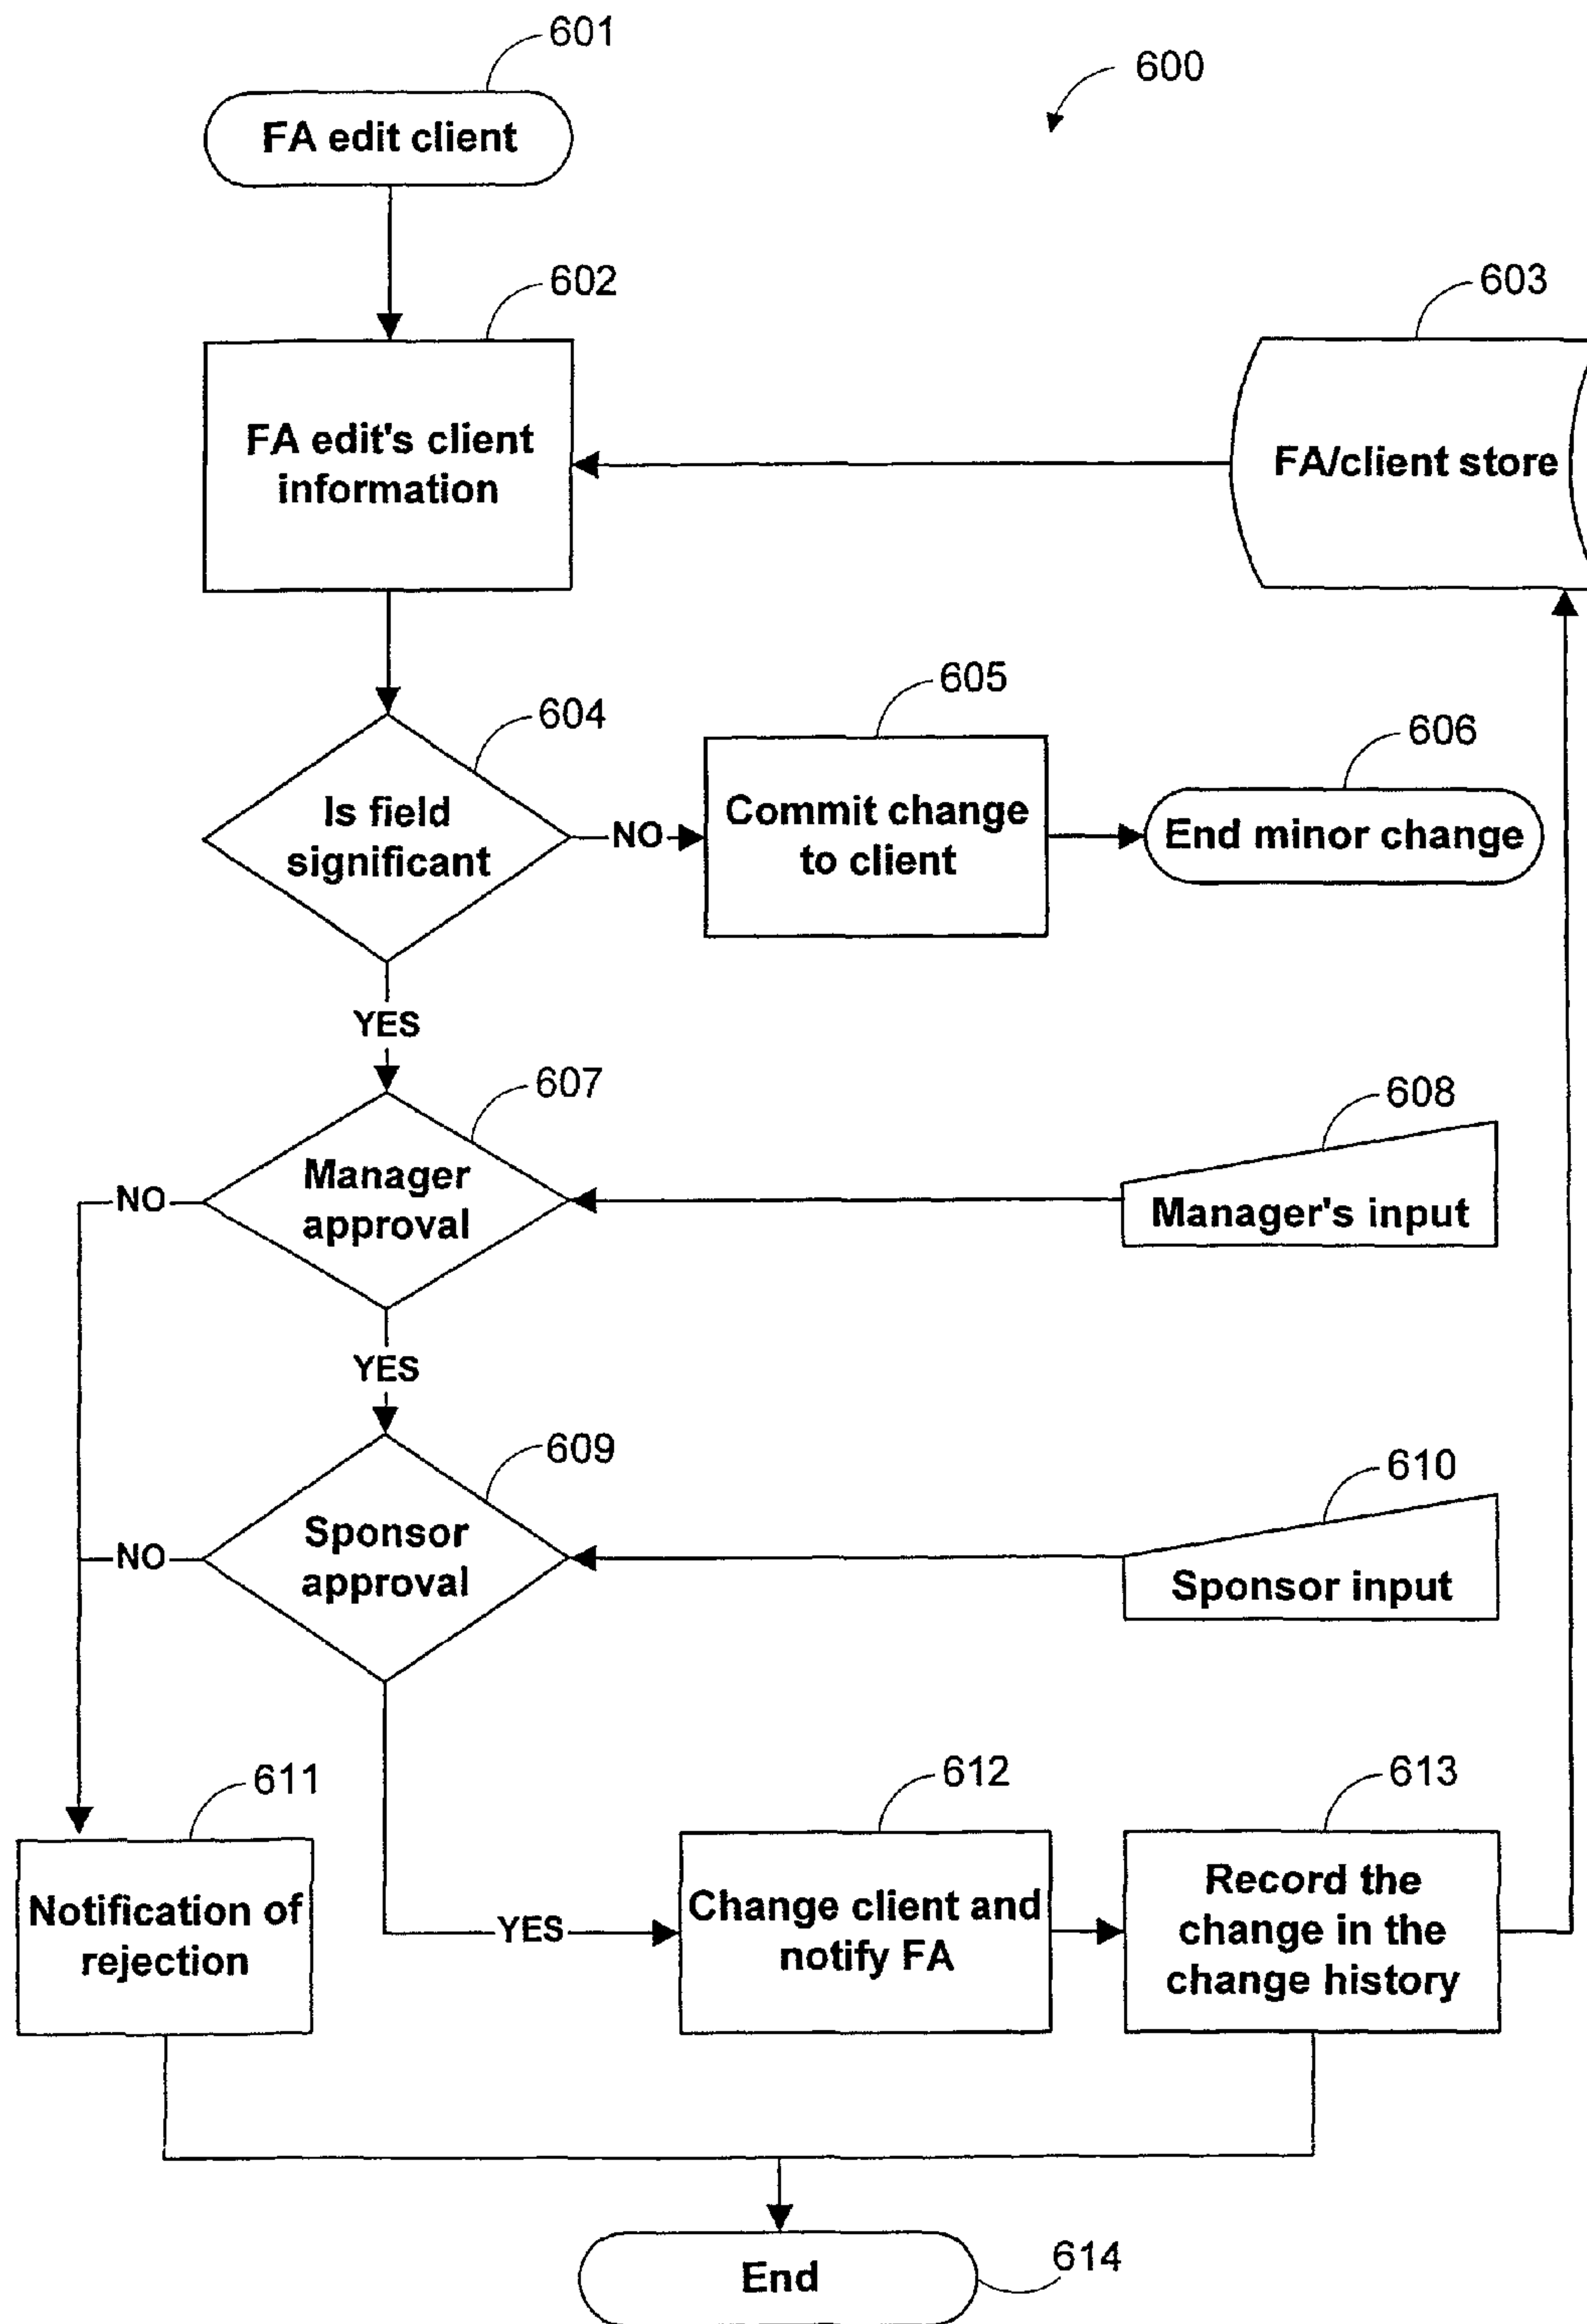 601
600
FA edit client
602
603
FA edit's client
information
FA/client store
604
605
606
Is field
significant
NO
Commit change
to client
End minor change
YES
607
608
Manager
approval
NO
Manager's input
YES
609
610
Sponsor
approval
NO
Sponsor input
611
612
613
Notification of
rejection
YES
Change client and
notify FA
Record the
change in the
change history
End
614